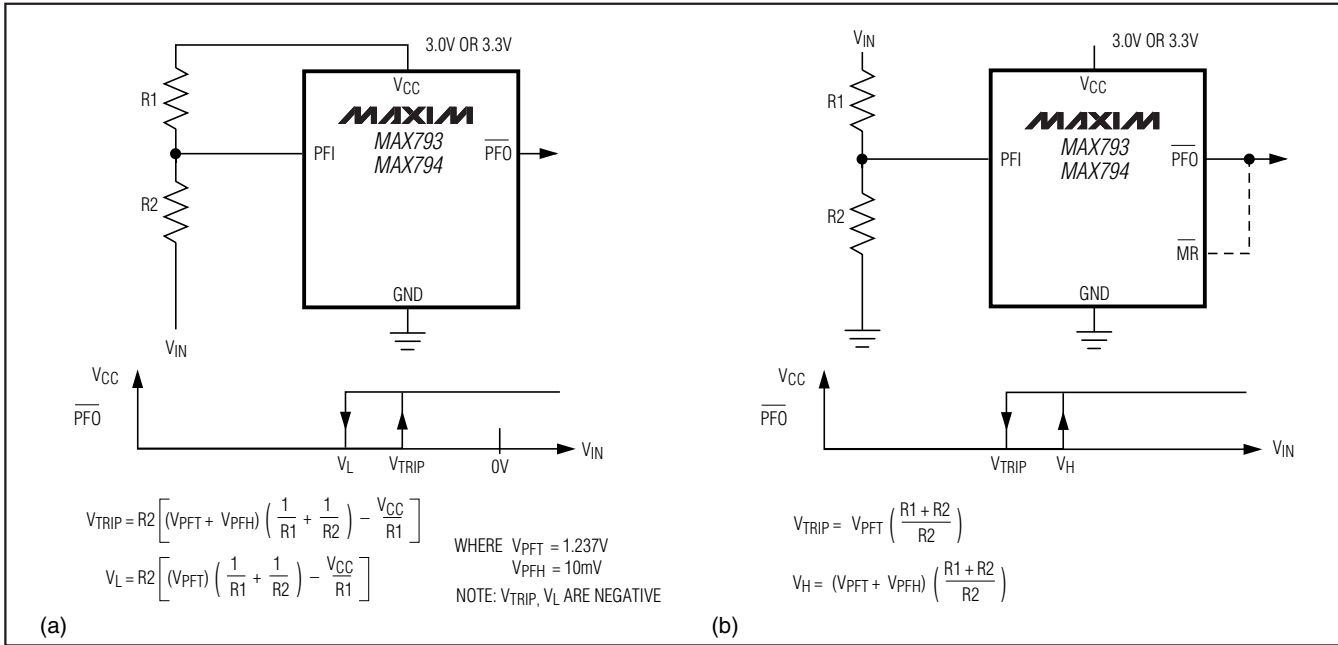 3.0V OR 3.3V
VCC
R1
MAXIM
MAX793
MAX794
PFI
PFO
R2
GND
VIN
VCC
PFO
VL
VTRIP
0V
VIN
VTRIP = R2 [(VPFT + VPFH) (1/R1 + 1/R2) – VCC/R1]
VL = R2 [(VPFT) (1/R1 + 1/R2) – VCC/R1]
WHERE VPFT = 1.237V
VPFH = 10mV
NOTE: VTRIP, VL ARE NEGATIVE
(a)
VIN
3.0V OR 3.3V
VCC
R1
MAXIM
MAX793
MAX794
PFI
PFO
R2
MR
GND
VCC
PFO
VTRIP
VH
VIN
VTRIP = VPFT (R1 + R2/R2)
VH = (VPFT + VPFH) (R1 + R2/R2)
(b)